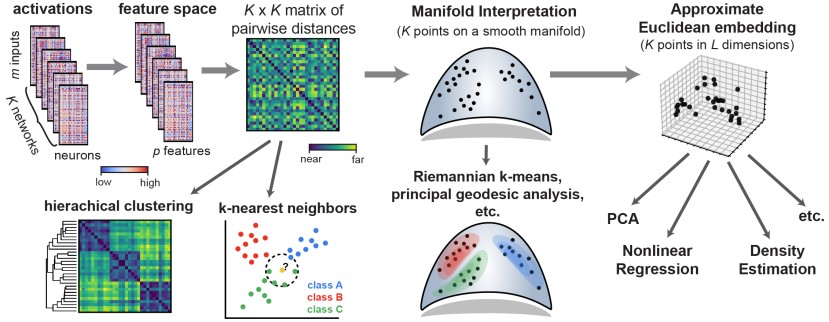 activations
m inputs
K networks
neurons
low
high
feature space
p features
K x K matrix of
pairwise distances
near
far
hierachical clustering
k-nearest neighbors
?
class A
class B
class C
Manifold Interpretation
(K points on a smooth manifold)
Riemannian k-means,
principal geodesic analysis,
etc.
Approximate
Euclidean embedding
(K points in L dimensions)
PCA
Nonlinear
Regression
Density
Estimation
etc.